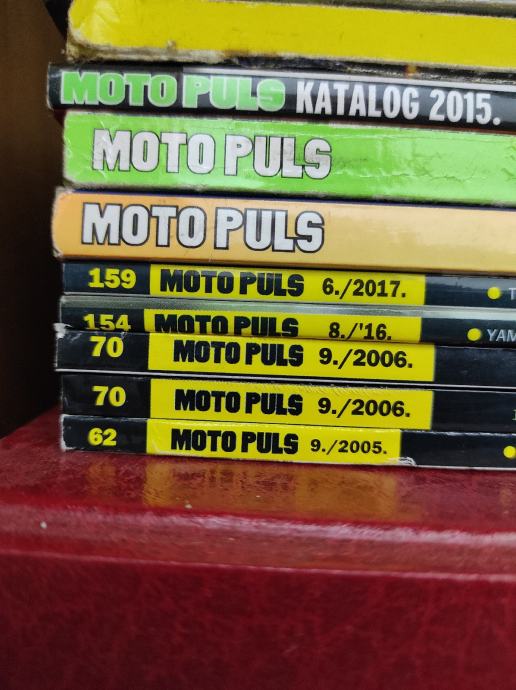 MOTO PULS KATALOG 2015.
MOTO PULS
MOTO PULS
159 MOTO PULS 6./2017.
154 MOTO PULS 8./'16.
70 MOTO PULS 9./2006.
70 MOTO PULS 9./2006.
62 MOTO PULS 9./2005.